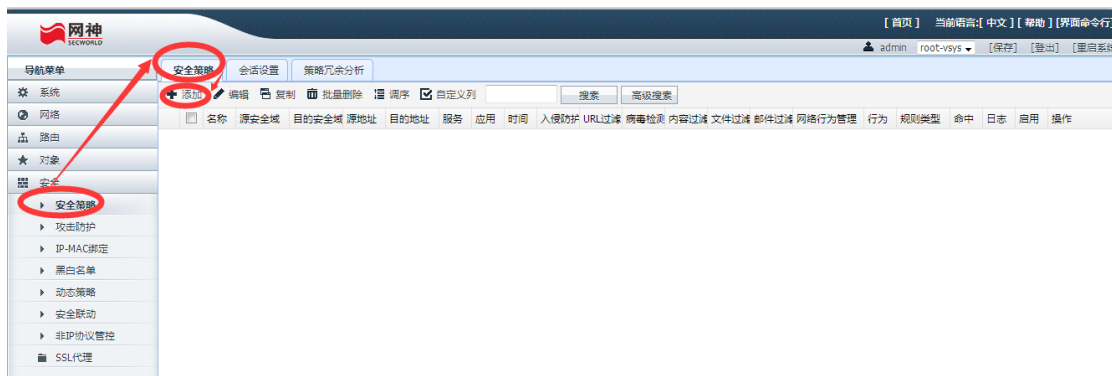 [ 首页 ] 当前语言:[ 中文 ] [ 帮助 ] [界面命令行]
网神
SECWORLD
admin root-vsys [保存] [登出] [重启系统
导航菜单 安全策略 会话设置 策略冗余分析
系统 添加 编辑 复制 批量删除 调序 自定义列 搜索 高级搜索
网络 名称 源安全域 目的安全域 源地址 目的地址 服务 应用 时间 入侵防护 URL过滤 病毒检测 内容过滤 文件过滤 邮件过滤 网络行为管理 行为 规则类型 命中 日志 启用 操作
路由
对象
安全
安全策略
攻击防护
IP-MAC绑定
黑白名单
动态策略
安全联动
非IP协议管控
SSL代理